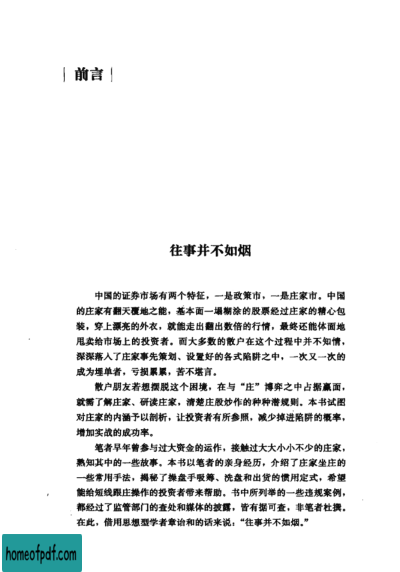 前言
往事并不如烟
中国的证券市场有两个特征，一是政策市，一是庄家市。中国
的庄家有翻天覆地之能，基本面一塌糊涂的股票经过庄家的精心包
装，穿上漂亮的外衣，就能走出翻出数倍的行情，最终还能体面地
甩卖给市场上的投资者。而大多数的散户在这个过程中并不知情，
深深落入了庄家事先策划、设置好的各式陷阱之中，一次又一次的
成为埋单者，亏损累累，苦不堪言。
散户朋友若想摆脱这个困境，在与“庄”博弈之中占据赢面，
就需了解庄家、研读庄家，清楚庄股炒作的种种潜规则。本书试图
对庄家的内涵予以剖析，让投资者有所参照，减少掉进陷阱的概率，
增加实战的成功率。
笔者早年曾参与过大资金的运作，接触过大大小小不少的庄家，
熟知其中的一些故事。本书以笔者的亲身经历，介绍了庄家坐庄的
一些常用手法，揭秘了操盘手吸筹、洗盘和出货的惯用定式，希望
能给短线跟庄操作的投资者带来帮助。书中所列举的一些违规案例，
都经过了监管部门的查处和媒体的披露，皆有据可查，非笔者杜撰。
在此，借用思想型学者章诒和的话来说：“往事并不如烟。”
homeofpdf.com